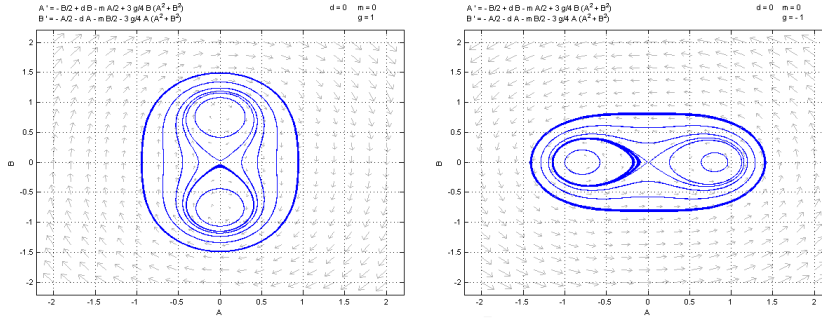 A ' = - B/2 + d B - m A/2 + 3 g/4 B (A² + B²) d = 0 m = 0
B ' = - A/2 - d A - m B/2 - 3 g/4 A (A² + B²) g = 1
2
1.5
1
0.5
0
-0.5
-1
-1.5
-2
B
-2 -1.5 -1 -0.5 0 0.5 1 1.5 2
A
A ' = - B/2 + d B - m A/2 + 3 g/4 B (A² + B²) d = 0 m = 0
B ' = - A/2 - d A - m B/2 - 3 g/4 A (A² + B²) g = - 1
2
1.5
1
0.5
0
-0.5
-1
-1.5
-2
B
-2 -1.5 -1 -0.5 0 0.5 1 1.5 2
A